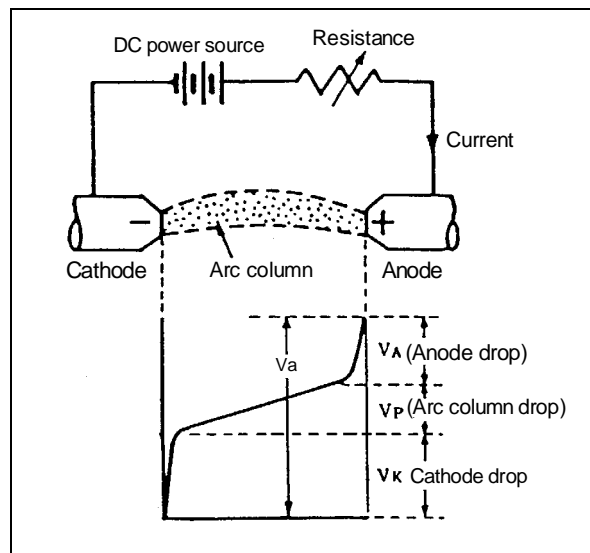 DC power source
Resistance
Current
− +
Cathode
Arc column
Anode
Va
VA (Anode drop)
VP (Arc column drop)
VK Cathode drop